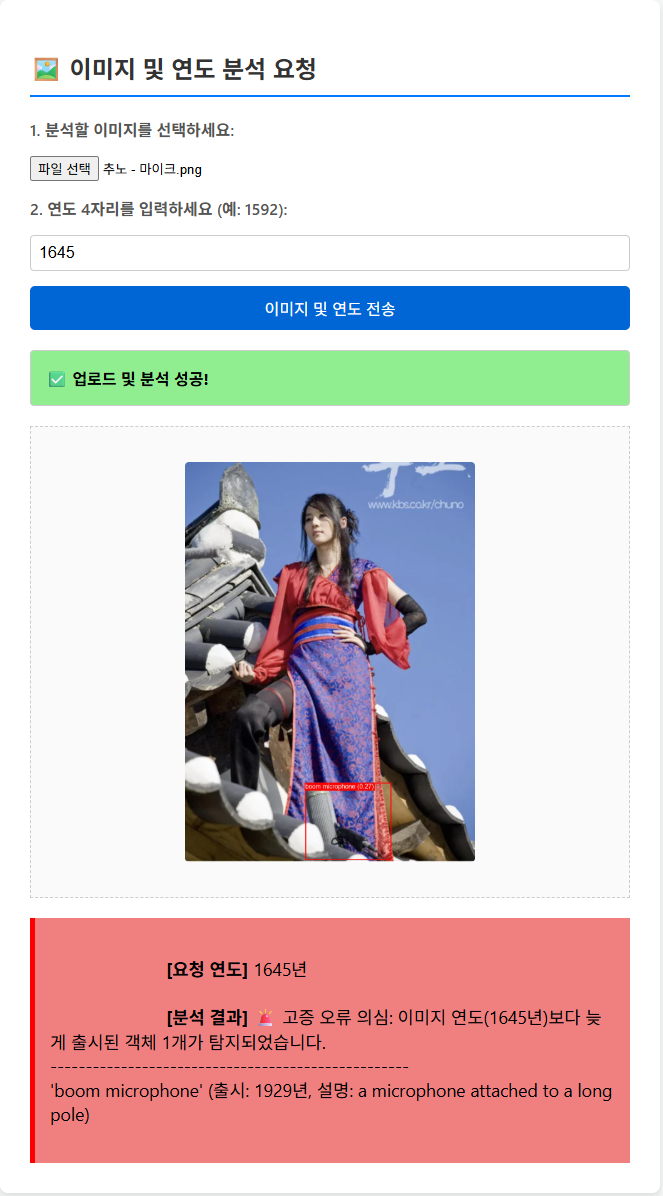 🖼️ 이미지 및 연도 분석 요청
1. 분석할 이미지를 선택하세요:
파일 선택 추노 - 마이크.png
2. 연도 4자리를 입력하세요 (예: 1592):
1645
이미지 및 연도 전송
✅ 업로드 및 분석 성공!
www.kbs.co.kr/chuno
boom microphone (0.27)
[요청 연도] 1645년
[분석 결과] 🚨 고증 오류 의심: 이미지 연도(1645년)보다 늦
게 출시된 객체 1개가 탐지되었습니다.
--------------------------------------------------
'boom microphone' (출시: 1929년, 설명: a microphone attached to a long
pole)